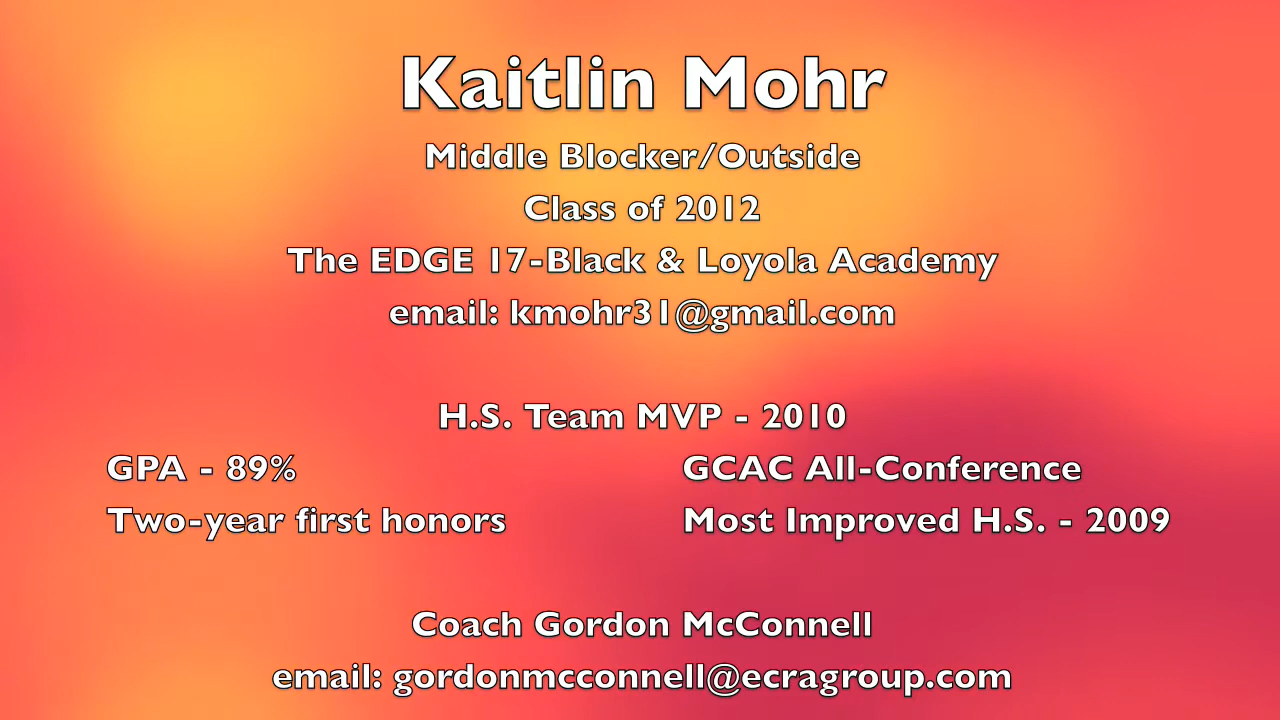 Kaitlin Mohr
Middle Blocker/Outside
Class of 2012
The EDGE 17-Black & Loyola Academy
email: kmohr31@gmail.com
H.S. Team MVP - 2010
GPA - 89% GCAC All-Conference
Two-year first honors Most Improved H.S. - 2009
Coach Gordon McConnell
email: gordonmcconnell@ecragroup.com